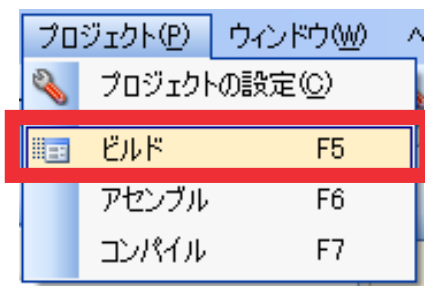 プロジェクト(P) ウィンドウ(W) ヘ
プロジェクトの設定(C)
ビルド F5
アセンブル F6
コンパイル F7